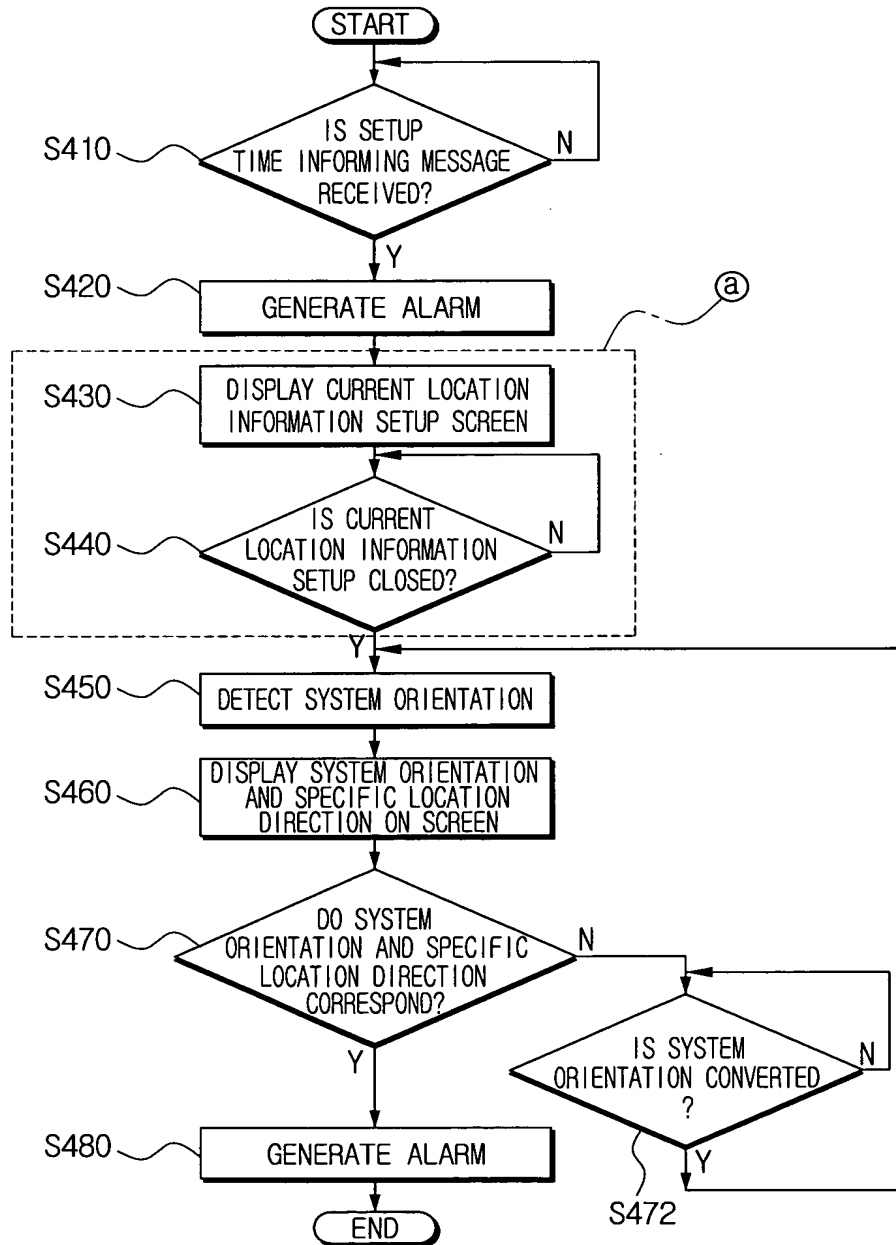 START
S410
IS SETUP
TIME INFORMING MESSAGE
RECEIVED?
N
Y
S420
GENERATE ALARM
a
S430
DISPLAY CURRENT LOCATION
INFORMATION SETUP SCREEN
S440
IS CURRENT
LOCATION INFORMATION
SETUP CLOSED?
N
Y
S450
DETECT SYSTEM ORIENTATION
S460
DISPLAY SYSTEM ORIENTATION
AND SPECIFIC LOCATION
DIRECTION ON SCREEN
S470
DO SYSTEM
ORIENTATION AND SPECIFIC
LOCATION DIRECTION
CORRESPOND?
N
Y
IS SYSTEM
ORIENTATION CONVERTED
?
N
Y
S472
S480
GENERATE ALARM
END